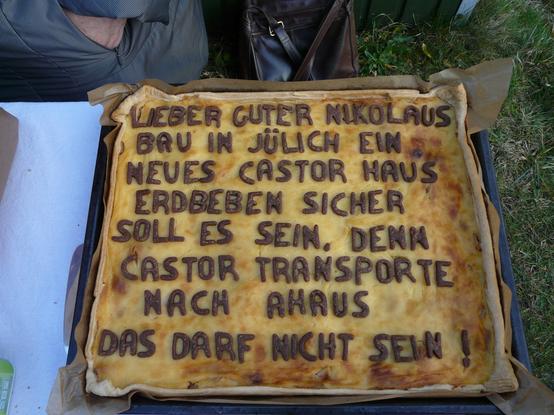 LIEBER GUTER NIKOLAUS
BAU IN JÜLICH EIN
NEUES CASTOR HAUS
ERDBEBEN SICHER
SOLL ES SEIN, DENN
CASTOR TRANSPORTE
NACH AHAUS
DAS DARF NICHT SEIN !